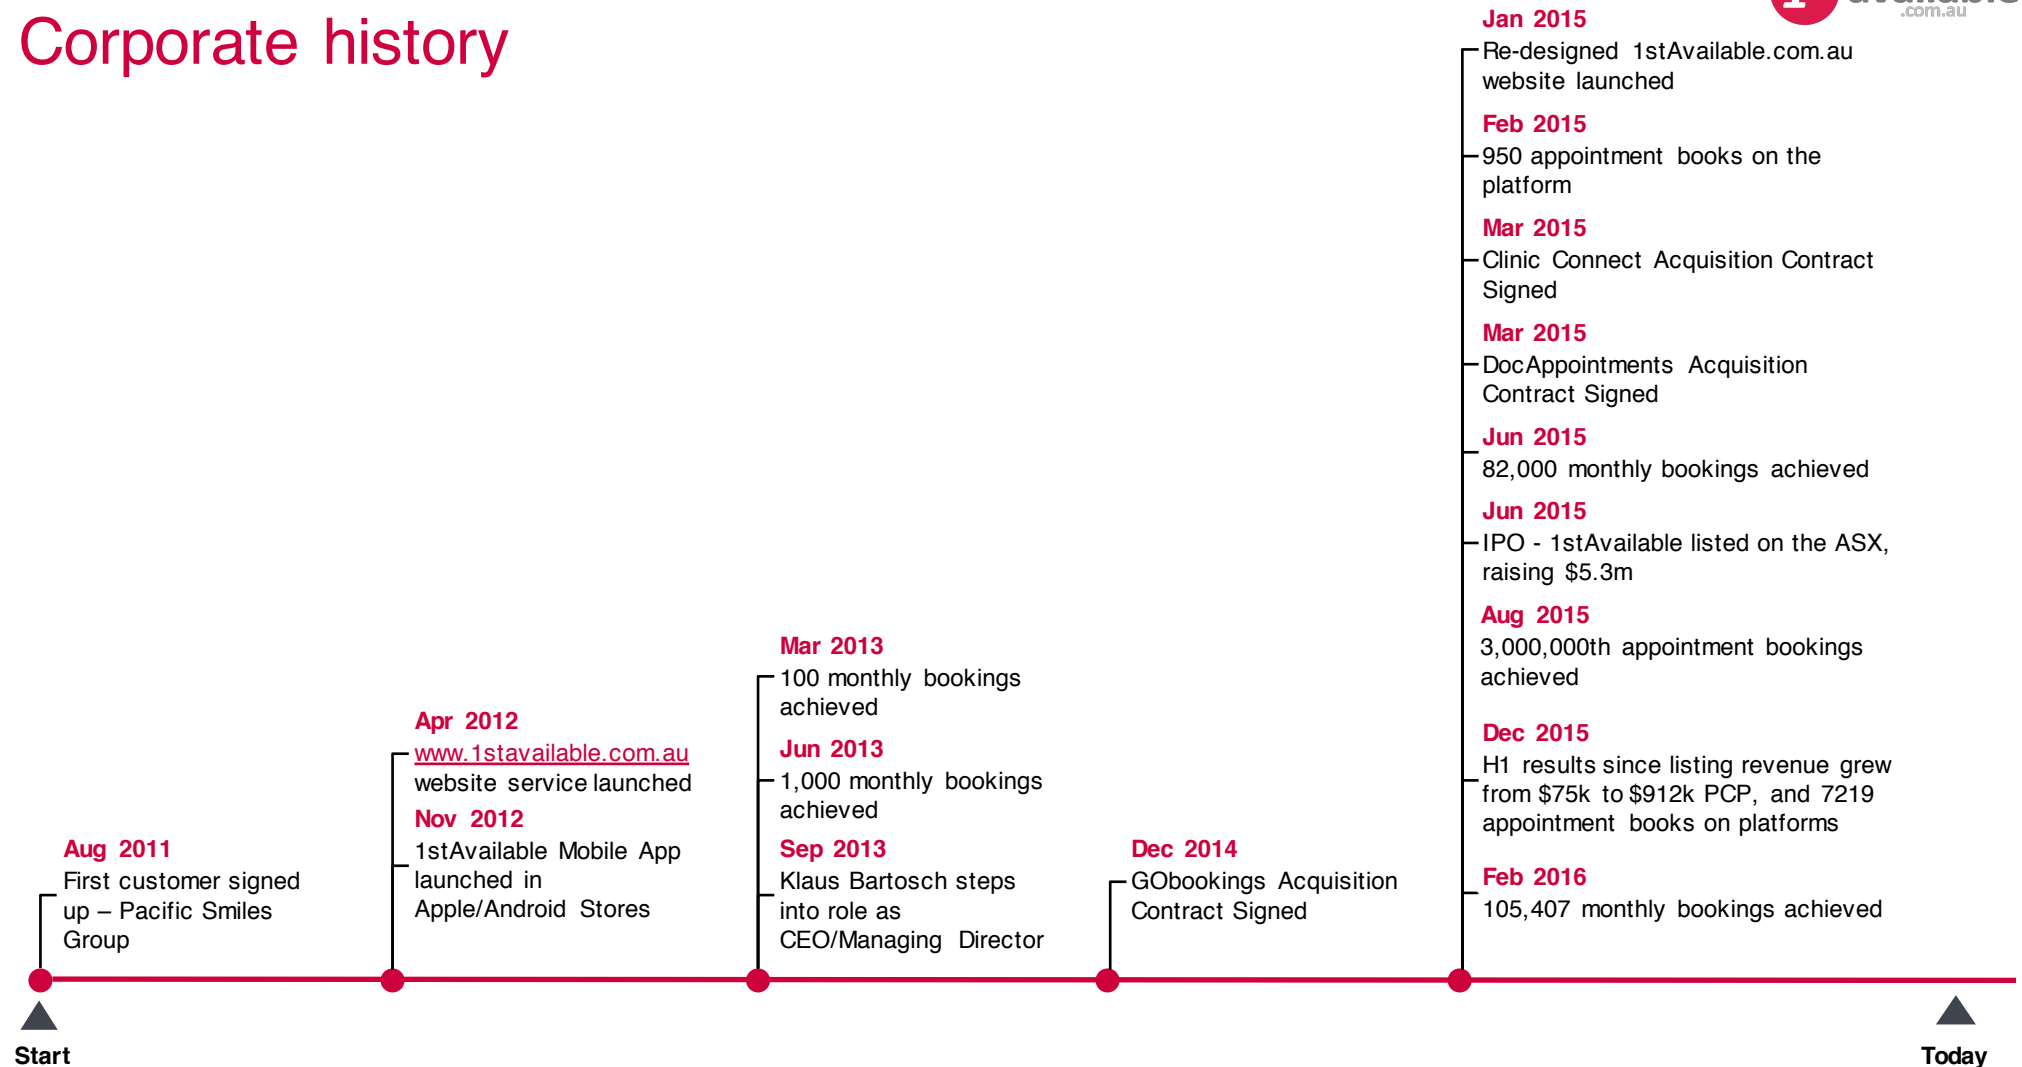 Corporate history
.com.au
Aug 2011
First customer signed
up – Pacific Smiles
Group
Apr 2012
www.1stavailable.com.au
website service launched
Nov 2012
1stAvailable Mobile App
launched in
Apple/Android Stores
Mar 2013
100 monthly bookings
achieved
Jun 2013
1,000 monthly bookings
achieved
Sep 2013
Klaus Bartosch steps
into role as
CEO/Managing Director
Dec 2014
GObookings Acquisition
Contract Signed
Jan 2015
Re-designed 1stAvailable.com.au
website launched
Feb 2015
950 appointment books on the
platform
Mar 2015
Clinic Connect Acquisition Contract
Signed
Mar 2015
DocAppointments Acquisition
Contract Signed
Jun 2015
82,000 monthly bookings achieved
Jun 2015
IPO - 1stAvailable listed on the ASX,
raising $5.3m
Aug 2015
3,000,000th appointment bookings
achieved
Dec 2015
H1 results since listing revenue grew
from $75k to $912k PCP, and 7219
appointment books on platforms
Feb 2016
105,407 monthly bookings achieved
Start
Today